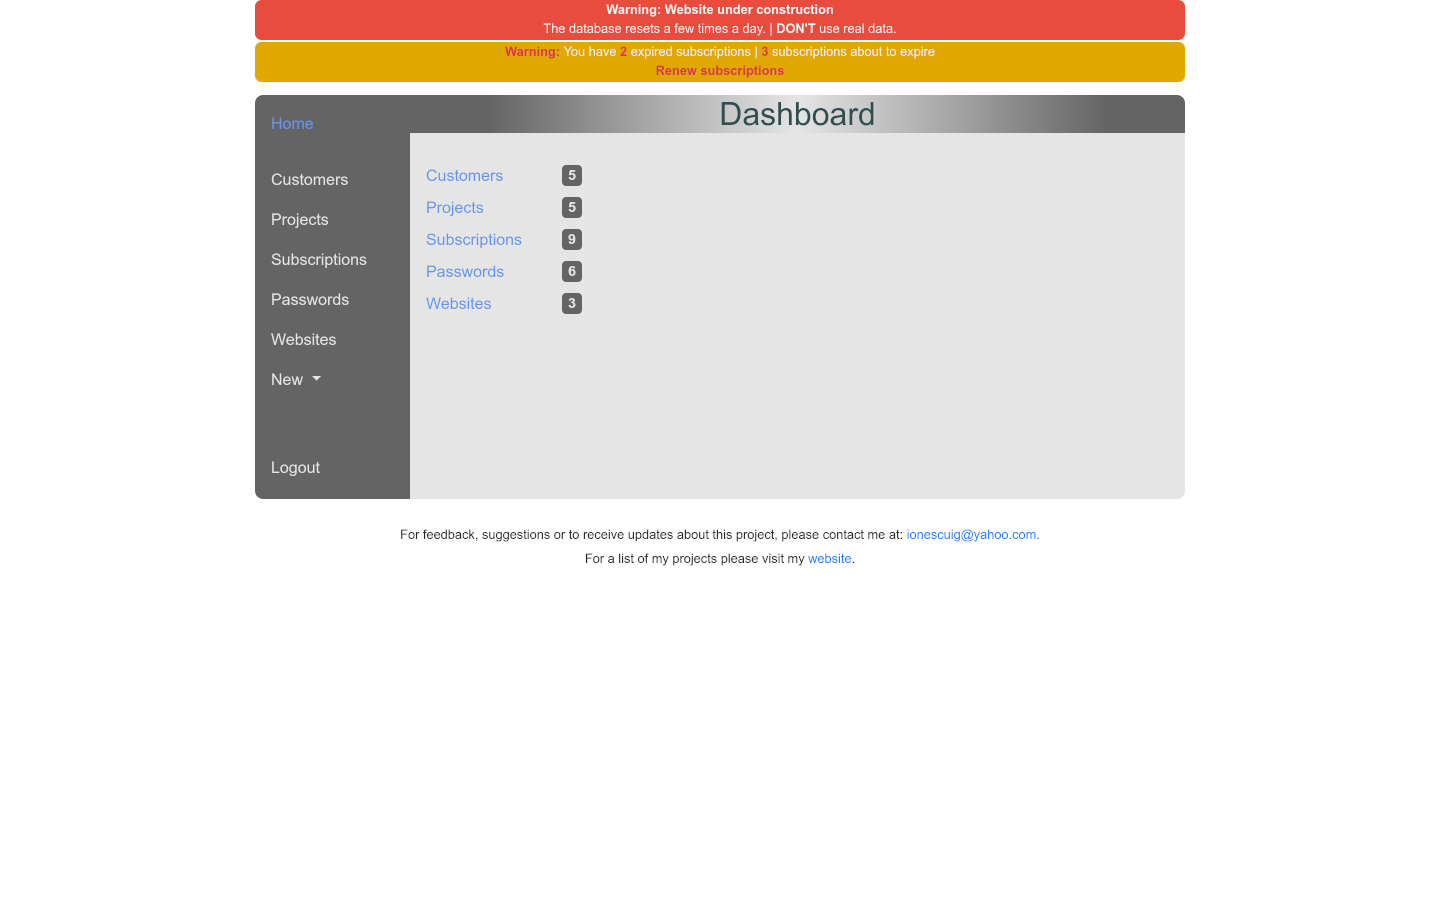 Warning: Website under construction
The database resets a few times a day. | DON'T use real data.
Warning: You have 2 expired subscriptions | 3 subscriptions about to expire
Renew subscriptions
Dashboard
Home
Customers
Projects
Subscriptions
Passwords
Websites
New
Logout
Customers 5
Projects 5
Subscriptions 9
Passwords 6
Websites 3
For feedback, suggestions or to receive updates about this project, please contact me at: ionescuig@yahoo.com.
For a list of my projects please visit my website.